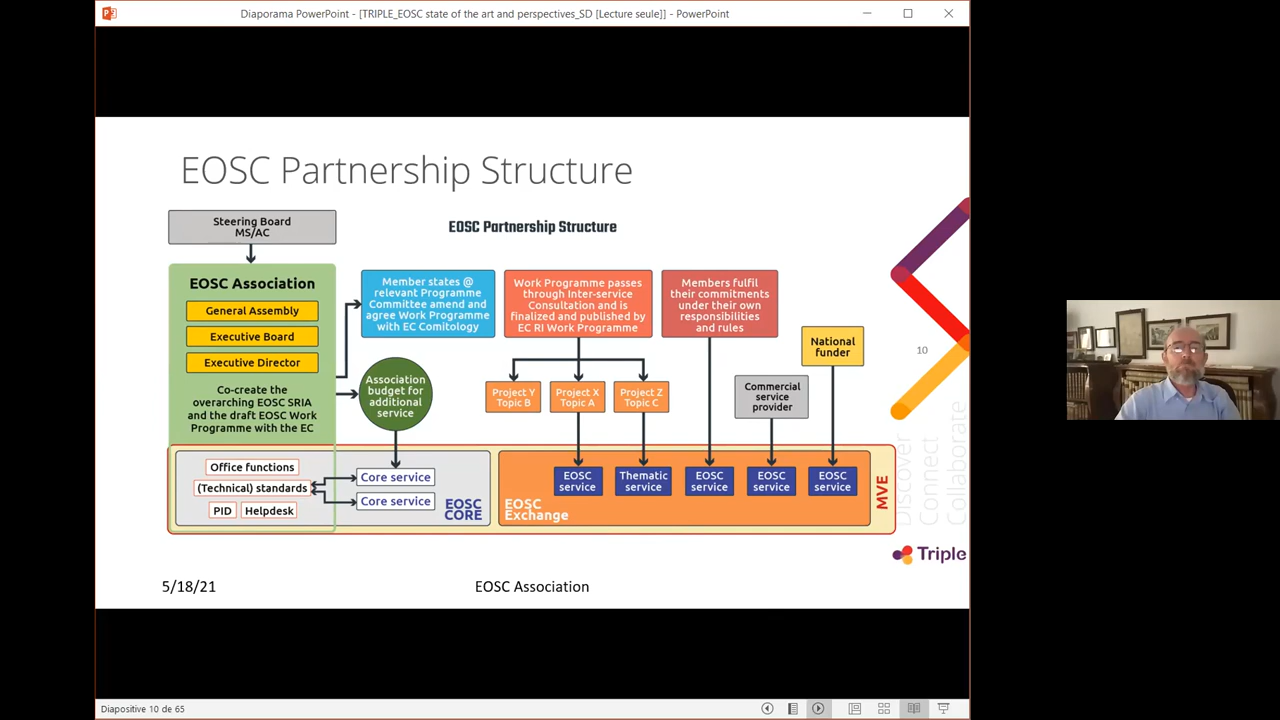 Diaporama PowerPoint - [TRIPLE_EOSC state of the art and perspectives_SD [Lecture seule]] - PowerPoint
EOSC Partnership Structure
Steering Board
MS/AC
EOSC Partnership Structure
EOSC Association
General Assembly
Executive Board
Executive Director
Co-create the
overarching EOSC SRIA
and the draft EOSC Work
Programme with the EC
Member states @
relevant Programme
Committee amend and
agree Work Programme
with EC Comitology
Work Programme passes
through Inter-service
Consultation and is
finalized and published by
EC RI Work Programme
Members fulfil
their commitments
under their own
responsibilities
and rules
National
funder
10
Association
budget for
additional
service
Project Y
Topic B
Project X
Topic A
Project Z
Topic C
Commercial
service
provider
Office functions
(Technical) standards
PID
Helpdesk
Core service
Core service
EOSC
CORE
EOSC
service
Thematic
service
EOSC
service
EOSC
service
EOSC
service
EOSC
Exchange
MVE
Discover
Connect
Collaborate
Triple
5/18/21
EOSC Association
Diapositive 10 de 65